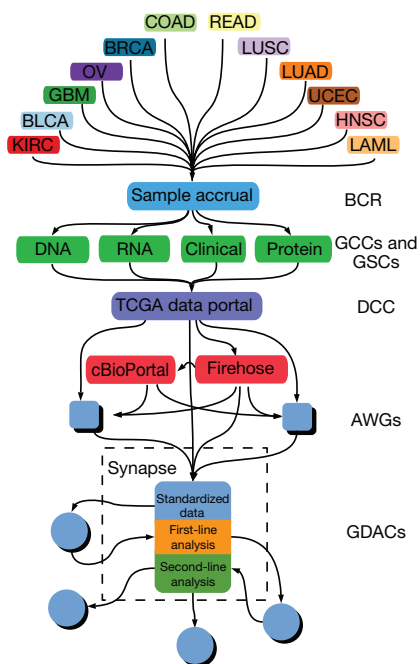 COAD READ
BRCA LUSC
OV LUAD
GBM UCEC
BLCA HNSC
KIRC LAML
Sample accrual BCR
DNA RNA Clinical Protein GCCs and
GSCs
TCGA data portal DCC
cBioPortal Firehose
AWGs
Synapse
Standardized
data
First-line
analysis
GDACs
Second-line
analysis